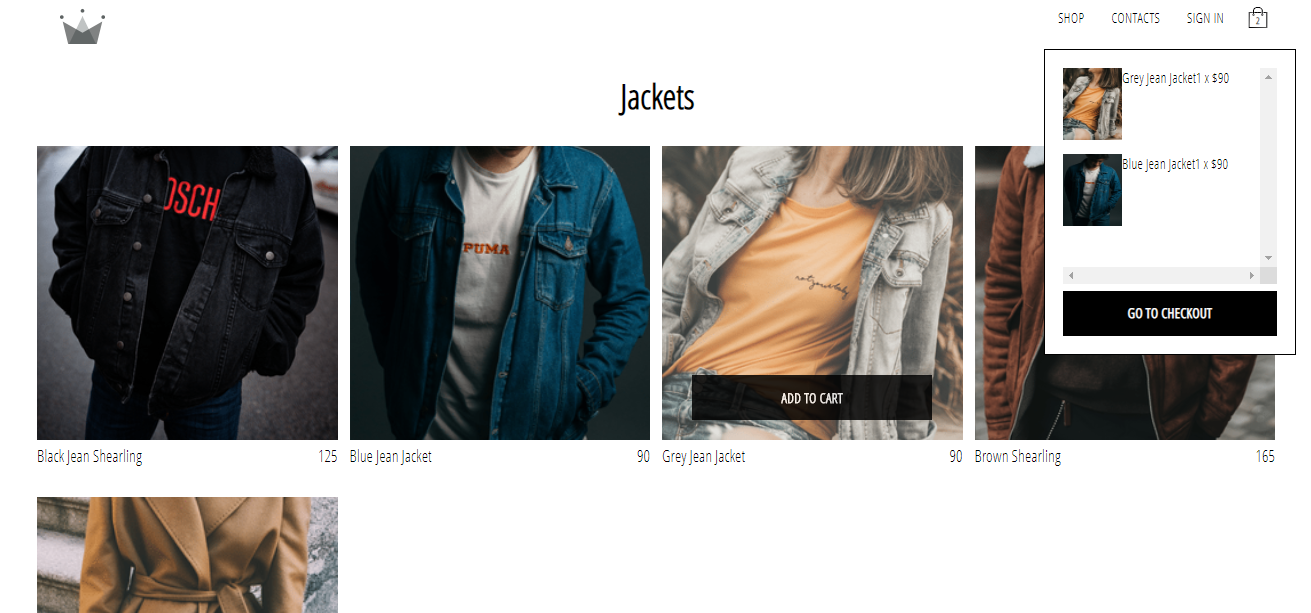 SHOP CONTACTS SIGN IN 2
Grey Jean Jacket1 x $90
Blue Jean Jacket1 x $90
GO TO CHECKOUT
Jackets
OSCH
PUMA
ADD TO CART
Black Jean Shearling 125
Blue Jean Jacket 90
Grey Jean Jacket 90
Brown Shearling 165